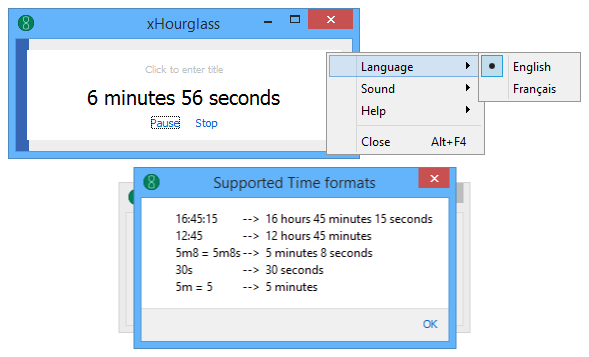 xHourglass
Click to enter title
6 minutes 56 seconds
Pause Stop
Language
Sound
Help
Close Alt+F4
English
Français
Supported Time formats
16:45:15 --> 16 hours 45 minutes 15 seconds
12:45 --> 12 hours 45 minutes
5m8 = 5m8s --> 5 minutes 8 seconds
30s --> 30 seconds
5m = 5 --> 5 minutes
OK